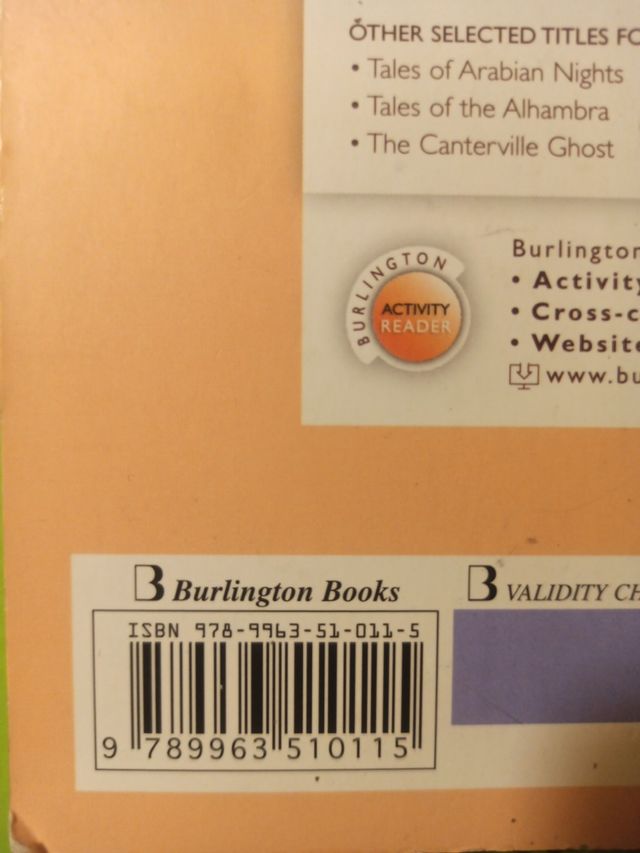 OTHER SELECTED TITLES FO
• Tales of Arabian Nights
• Tales of the Alhambra
• The Canterville Ghost
BURLINGTON
ACTIVITY
READER
Burlington
• Activity
• Cross-c
• Website
www.bu
B Burlington Books
B VALIDITY CH
ISBN 978-9963-51-011-5
9 789963 510115